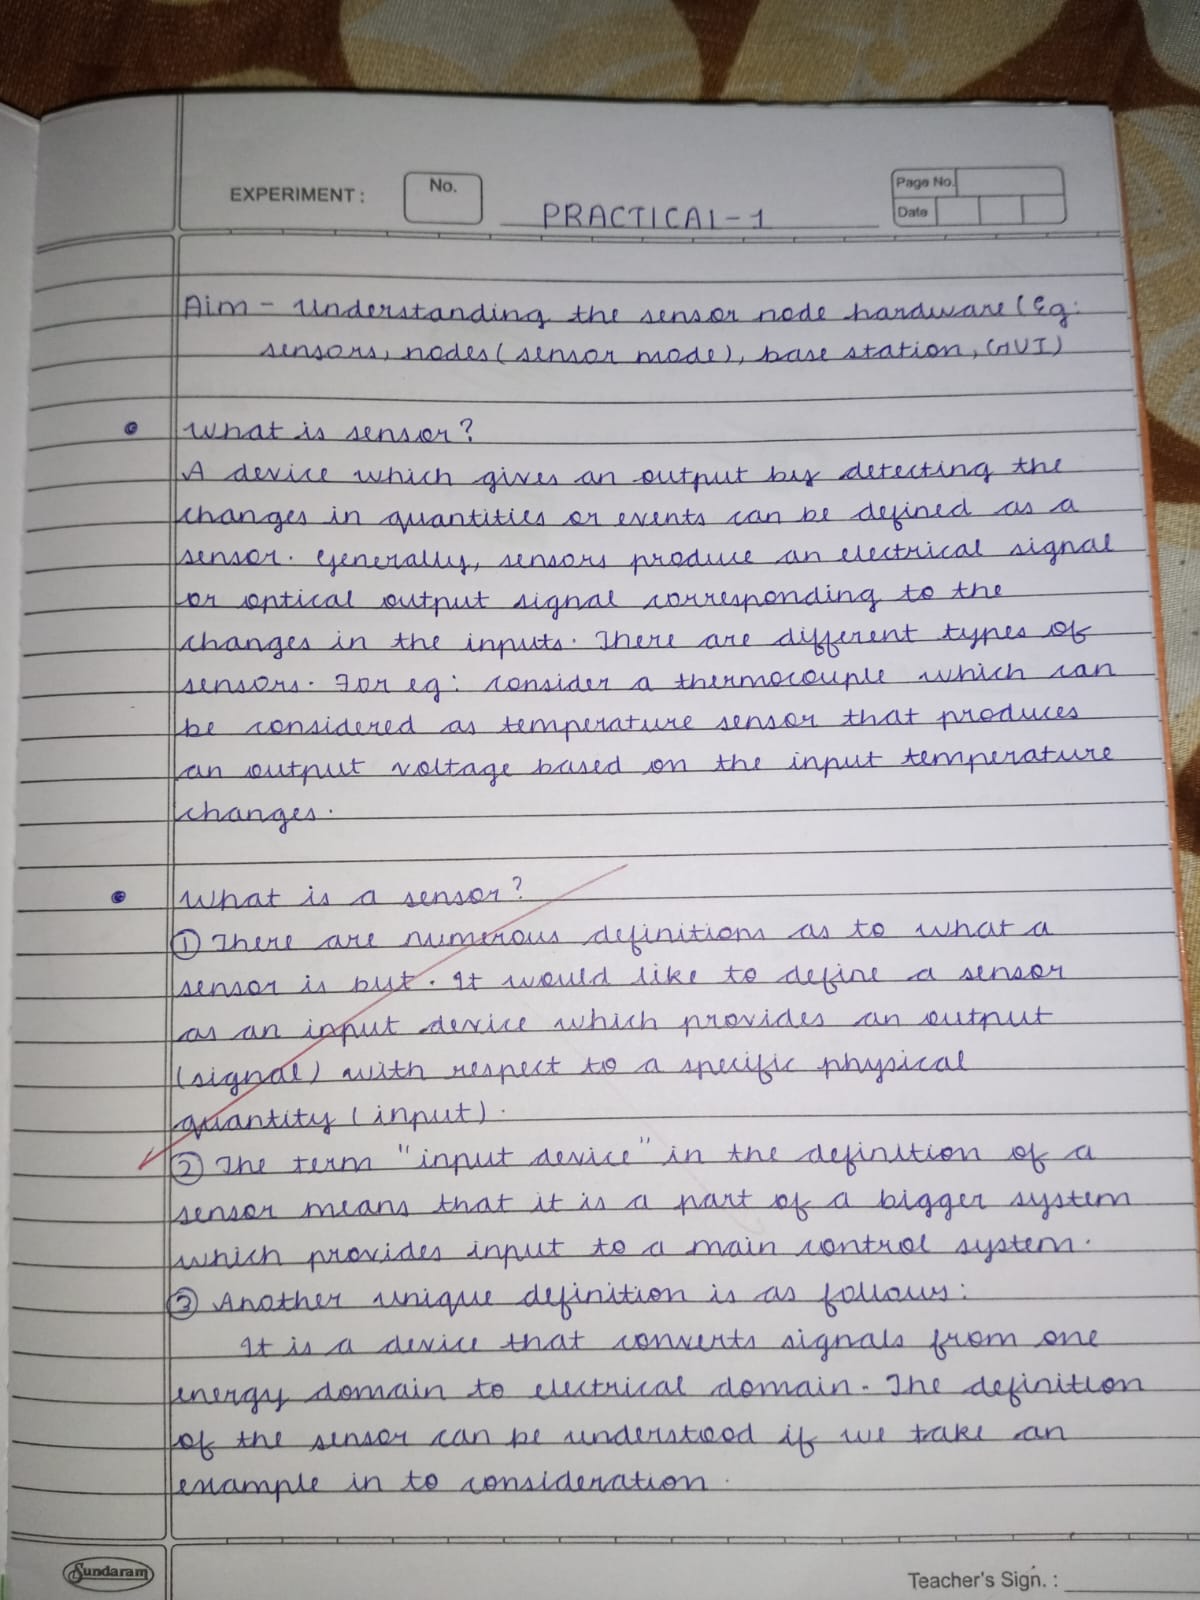 EXPERIMENT :
No.
PRACTICAL-1
Page No.
Date
Aim - Understanding the sensor node hardware (Eg:
sensors, nodes (sensor mode), base station, GUI)
What is sensor?
A device which gives an output by detecting the
changes in quantities or events can be defined as a
sensor. Generally, sensors produce an electrical signal
or optical output signal corresponding to the
changes in the inputs. There are different types of
sensors. For eg: consider a thermocouple which can
be considered as temperature sensor that produces
an output voltage based on the input temperature
changes.
What is a sensor?
① There are numerous definitions as to what a
sensor is but. It would like to define a sensor
as an input device which provides an output
(signal) with respect to a specific physical
quantity (input).
② The term "input device" in the definition of a
sensor means that it is a part of a bigger system
which provides input to a main control system.
③ Another unique definition is as follows:
It is a device that converts signals from one
energy domain to electrical domain. The definition
of the sensor can be understood if we take an
example in to consideration.
Sundaram
Teacher's Sign. :